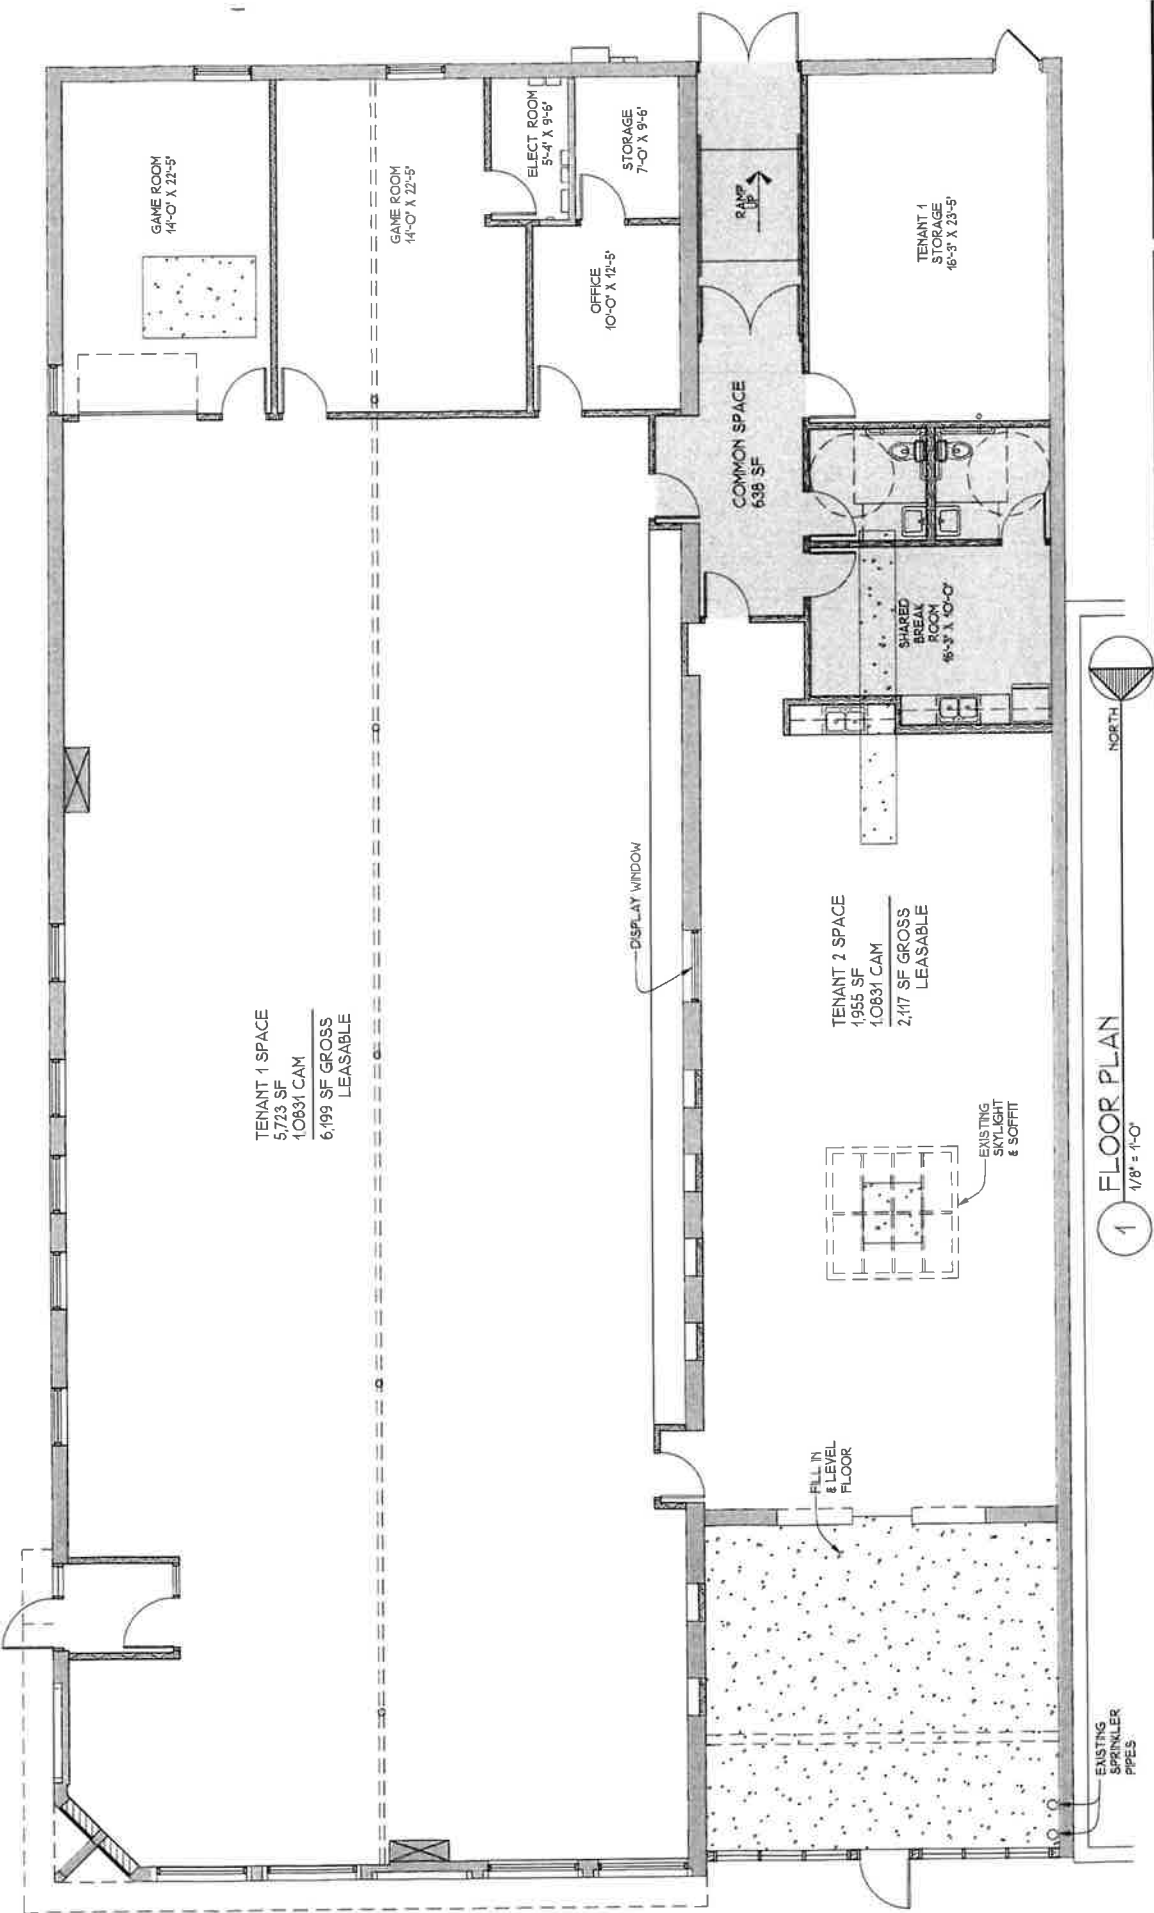 GAME ROOM
14'-0" X 22'-5"
GAME ROOM
14'-0" X 22'-5"
ELECT ROOM
5'-4" X 9'-6"
STORAGE
7'-0" X 9'-6"
OFFICE
10'-0" X 12'-5"
RAMP
UP
TENANT 1
STORAGE
16'-3" X 23'-5"
COMMON SPACE
638 SF
SHARED
BREAK
ROOM
16'-3" X 10'-0"
DISPLAY WINDOW
TENANT 1 SPACE
5,723 SF
1.0831 CAM
6,199 SF GROSS
LEASABLE
TENANT 2 SPACE
1,955 SF
1.0831 CAM
2,117 SF GROSS
LEASABLE
EXISTING
SKYLIGHT
& SOFFIT
FILL IN
& LEVEL
FLOOR
EXISTING
SPRINKLER
PIPES
NORTH
1
FLOOR PLAN
1/8" = 1'-0"